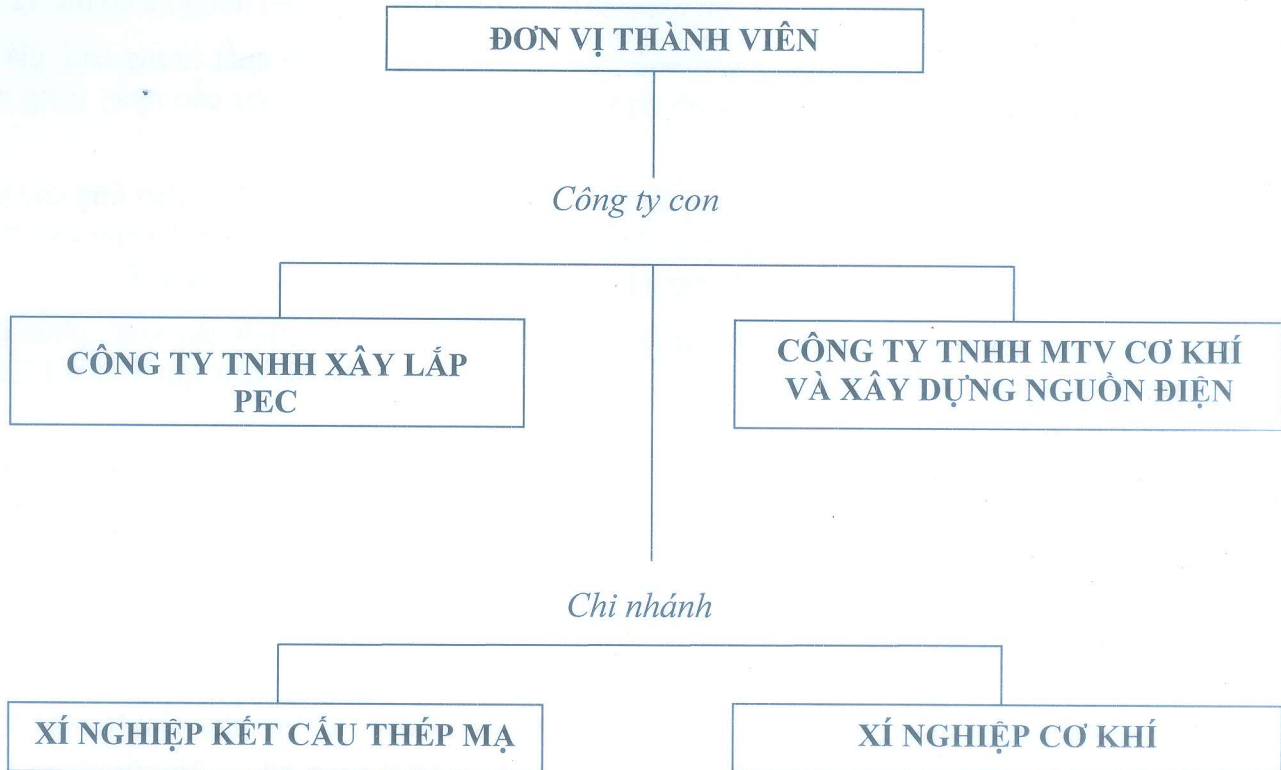 ĐƠN VỊ THÀNH VIÊN
Công ty con
CÔNG TY TNHH XÂY LẮP
PEC
CÔNG TY TNHH MTV CƠ KHÍ
VÀ XÂY DỰNG NGUỒN ĐIỆN
Chi nhánh
XÍ NGHIỆP KẾT CẤU THÉP MẠ
XÍ NGHIỆP CƠ KHÍ